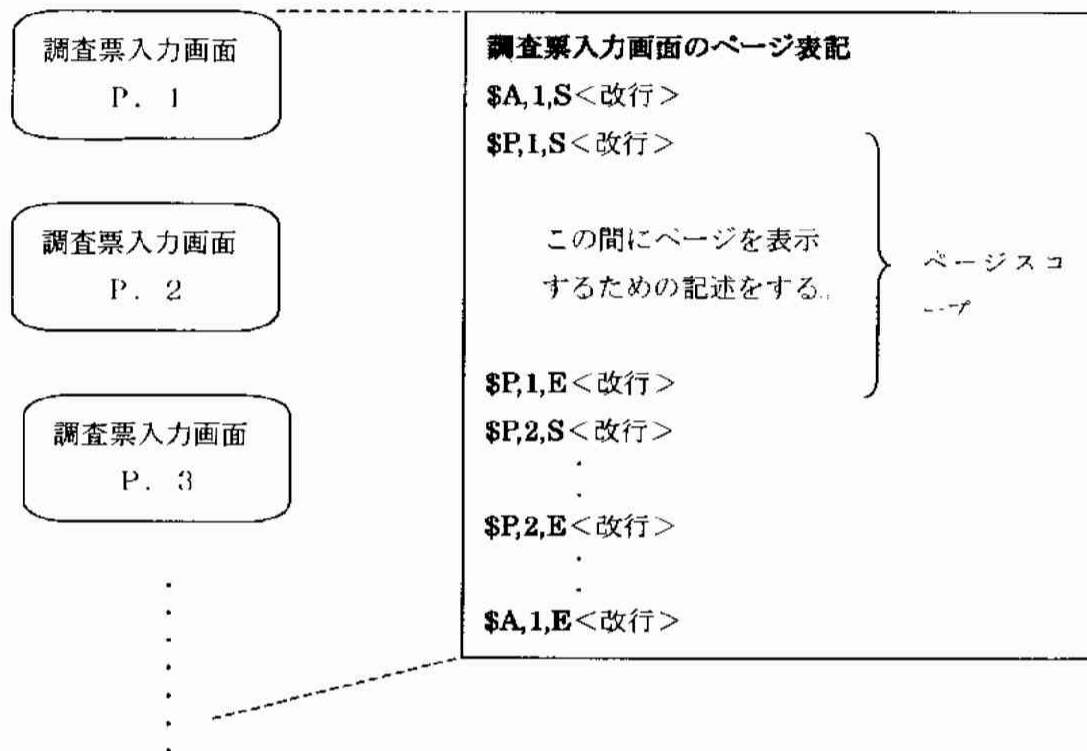 調査票入力画面
P. 1
調査票入力画面
P. 2
調査票入力画面
P. 3
調査票入力画面のページ表記
$A,1,S<改行>
$P,1,S<改行>
この間にページを表示
するための記述をする。
$P,1,E<改行>
$P,2,S<改行>
$P,2,E<改行>
$A,1,E<改行>
ページスコ
ープ